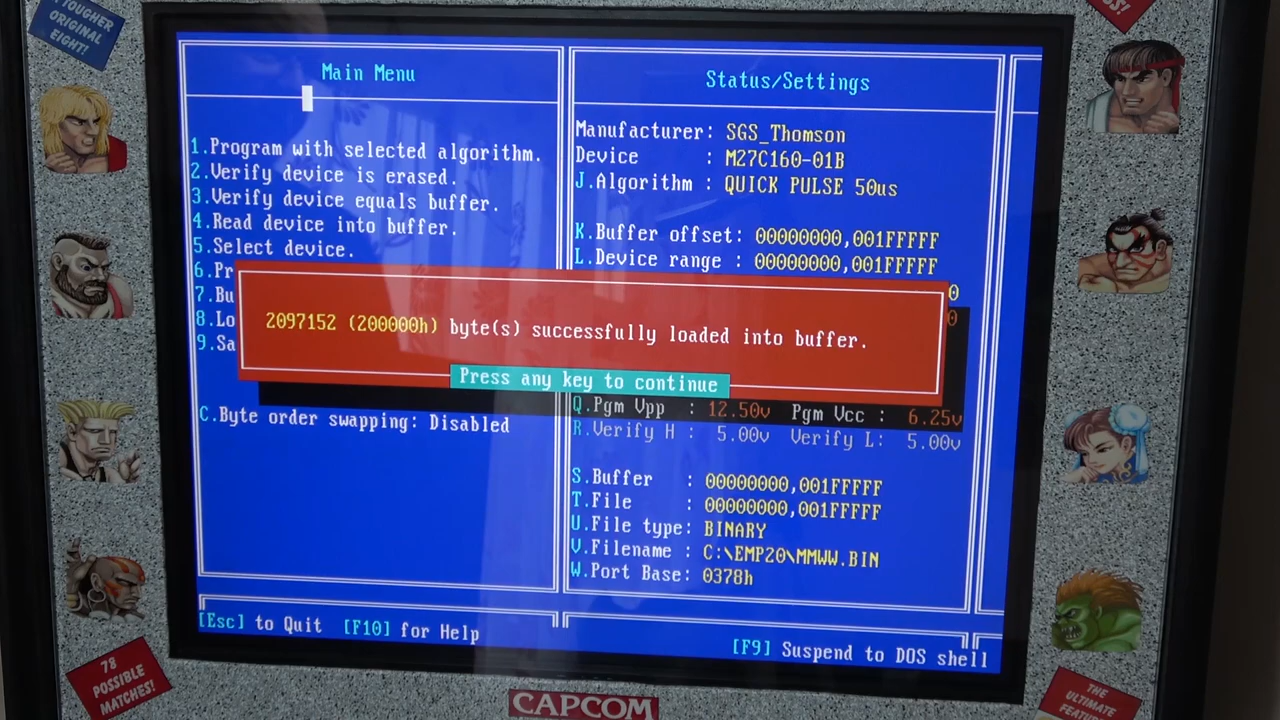 TOUGHER
ORIGINAL
EIGHT!
Main Menu
1.Program with selected algorithm.
2.Verify device is erased.
3.Verify device equals buffer.
4.Read device into buffer.
5.Select device.
6.Pr
7.Bu
8.Lo
9.Sa
C.Byte order swapping: Disabled
Status/Settings
Manufacturer: SGS_Thomson
Device : M27C160-01B
J.Algorithm : QUICK PULSE 50us
K.Buffer offset: 00000000,001FFFFF
L.Device range : 00000000,001FFFFF
0
0
2097152 (200000h) byte(s) successfully loaded into buffer.
Press any key to continue
Q.Pgm Vpp : 12.50v Pgm Vcc : 6.25v
R.Verify H : 5.00v Verify L: 5.00v
S.Buffer : 00000000,001FFFFF
T.File : 00000000,001FFFFF
U.File type: BINARY
V.Filename : C:\EMP20\MMWW.BIN
W.Port Base: 0378h
[Esc] to Quit [F10] for Help
[F9] Suspend to DOS shell
78
POSSIBLE
MATCHES!
CAPCOM
THE
ULTIMATE